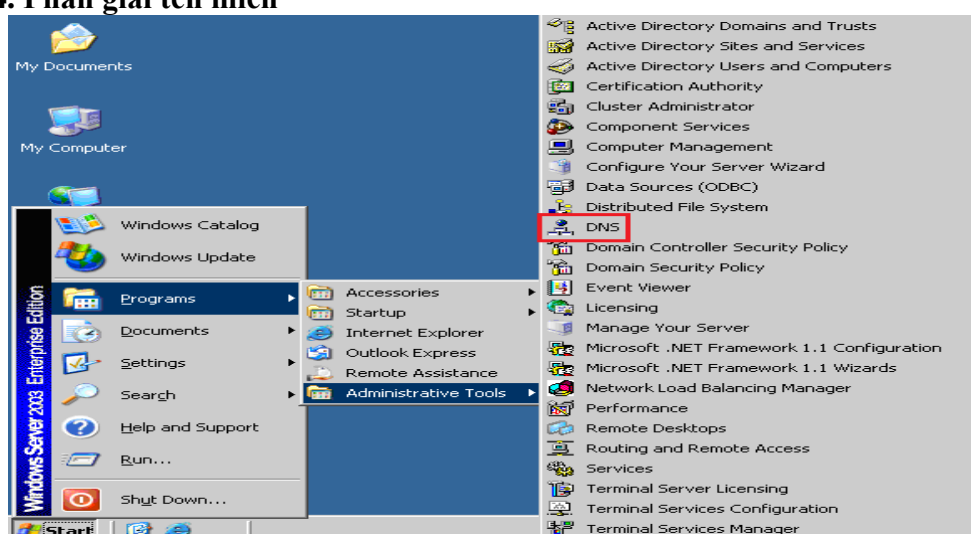 4. Phân giải tên miền
My Documents
My Computer
Windows Server 2003 Enterprise Edition
Windows Catalog
Windows Update
Programs
Documents
Settings
Search
Help and Support
Run...
Shut Down...
Start
Accessories
Startup
Internet Explorer
Outlook Express
Remote Assistance
Administrative Tools
Active Directory Domains and Trusts
Active Directory Sites and Services
Active Directory Users and Computers
Certification Authority
Cluster Administrator
Component Services
Computer Management
Configure Your Server Wizard
Data Sources (ODBC)
Distributed File System
DNS
Domain Controller Security Policy
Domain Security Policy
Event Viewer
Licensing
Manage Your Server
Microsoft .NET Framework 1.1 Configuration
Microsoft .NET Framework 1.1 Wizards
Network Load Balancing Manager
Performance
Remote Desktops
Routing and Remote Access
Services
Terminal Server Licensing
Terminal Services Configuration
Terminal Services Manager